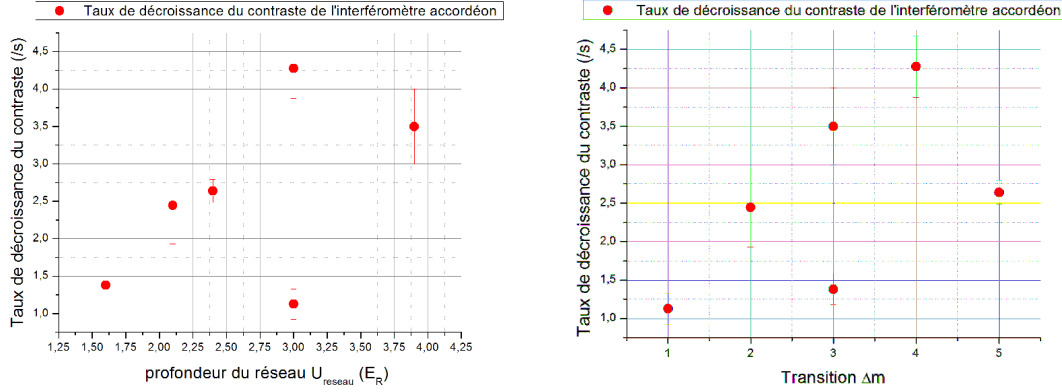 Taux de décroissance du contraste de l'interféromètre accordéon
Taux de décroissance du contraste (/s)
4,5
4,0
3,5
3,0
2,5
2,0
1,5
1,0
1,25 1,50 1,75 2,00 2,25 2,50 2,75 3,00 3,25 3,50 3,75 4,00 4,25
profondeur du réseau U_reseau (E_R)
Taux de décroissance du contraste de l'interféromètre accordéon
Taux de décroissance du contraste (/s)
4,5
4,0
3,5
3,0
2,5
2,0
1,5
1,0
1 2 3 4 5
Transition Δm